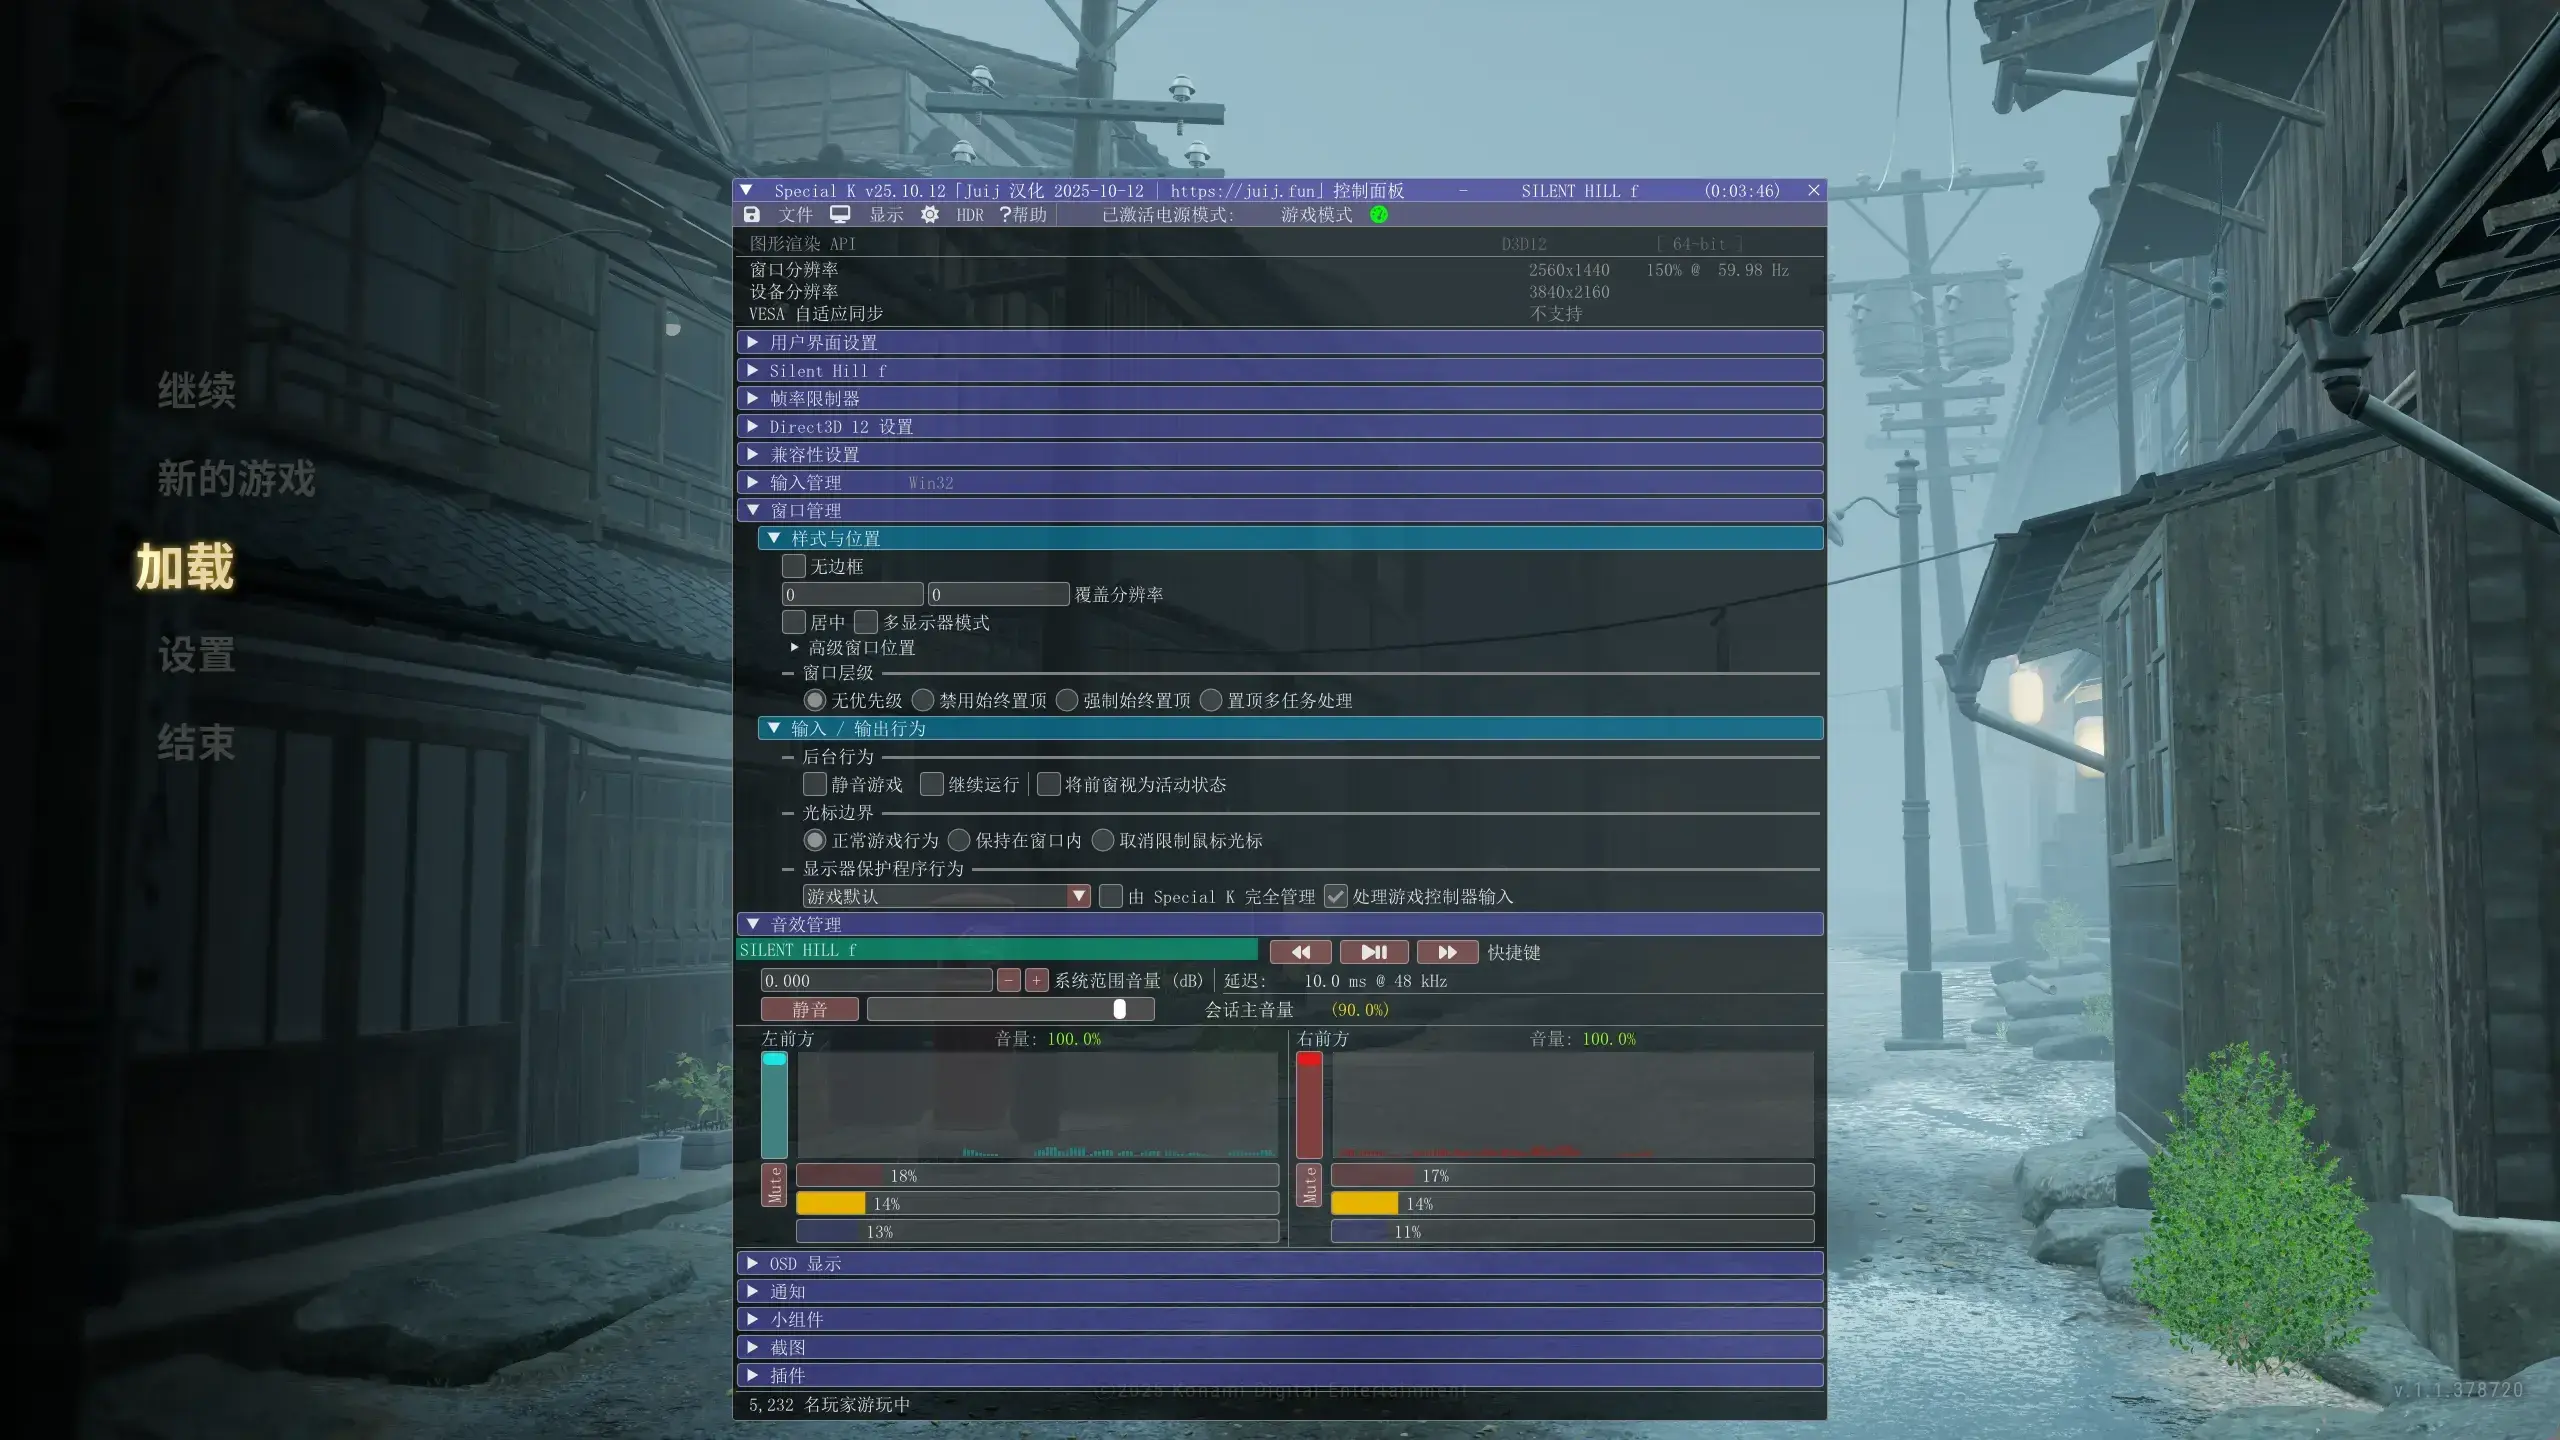 继续
新的游戏
加载
设置
结束
Special K v25.10.12「Juij 汉化 2025-10-12 | https://juij.fun」控制面板 — SILENT HILL f (0:03:46)
文件 显示 HDR ?帮助 已激活电源模式: 游戏模式
图形渲染 API D3D12 [ 64-bit ]
窗口分辨率 2560x1440 150% @ 59.98 Hz
设备分辨率 3840x2160
VESA 自适应同步 不支持
用户界面设置
Silent Hill f
帧率限制器
Direct3D 12 设置
兼容性设置
输入管理 Win32
窗口管理
样式与位置
无边框
0 0 覆盖分辨率
居中 多显示器模式
高级窗口位置
窗口层级
无优先级 禁用始终置顶 强制始终置顶 置顶多任务处理
输入 / 输出行为
后台行为
静音游戏 继续运行 将前窗视为活动状态
光标边界
正常游戏行为 保持在窗口内 取消限制鼠标光标
显示器保护程序行为
游戏默认 由 Special K 完全管理 处理游戏控制器输入
音效管理
SILENT HILL f 快捷键
0.000 - + 系统范围音量 (dB) 延迟: 10.0 ms @ 48 kHz
静音 会话主音量 (90.0%)
左前方 音量: 100.0% 右前方 音量: 100.0%
Mute 18% Mute 17%
14% 14%
13% 11%
OSD 显示
通知
小组件
截图
插件
©2025 Konami Digital Entertainment
5,232 名玩家游玩中
v.1.1.378720